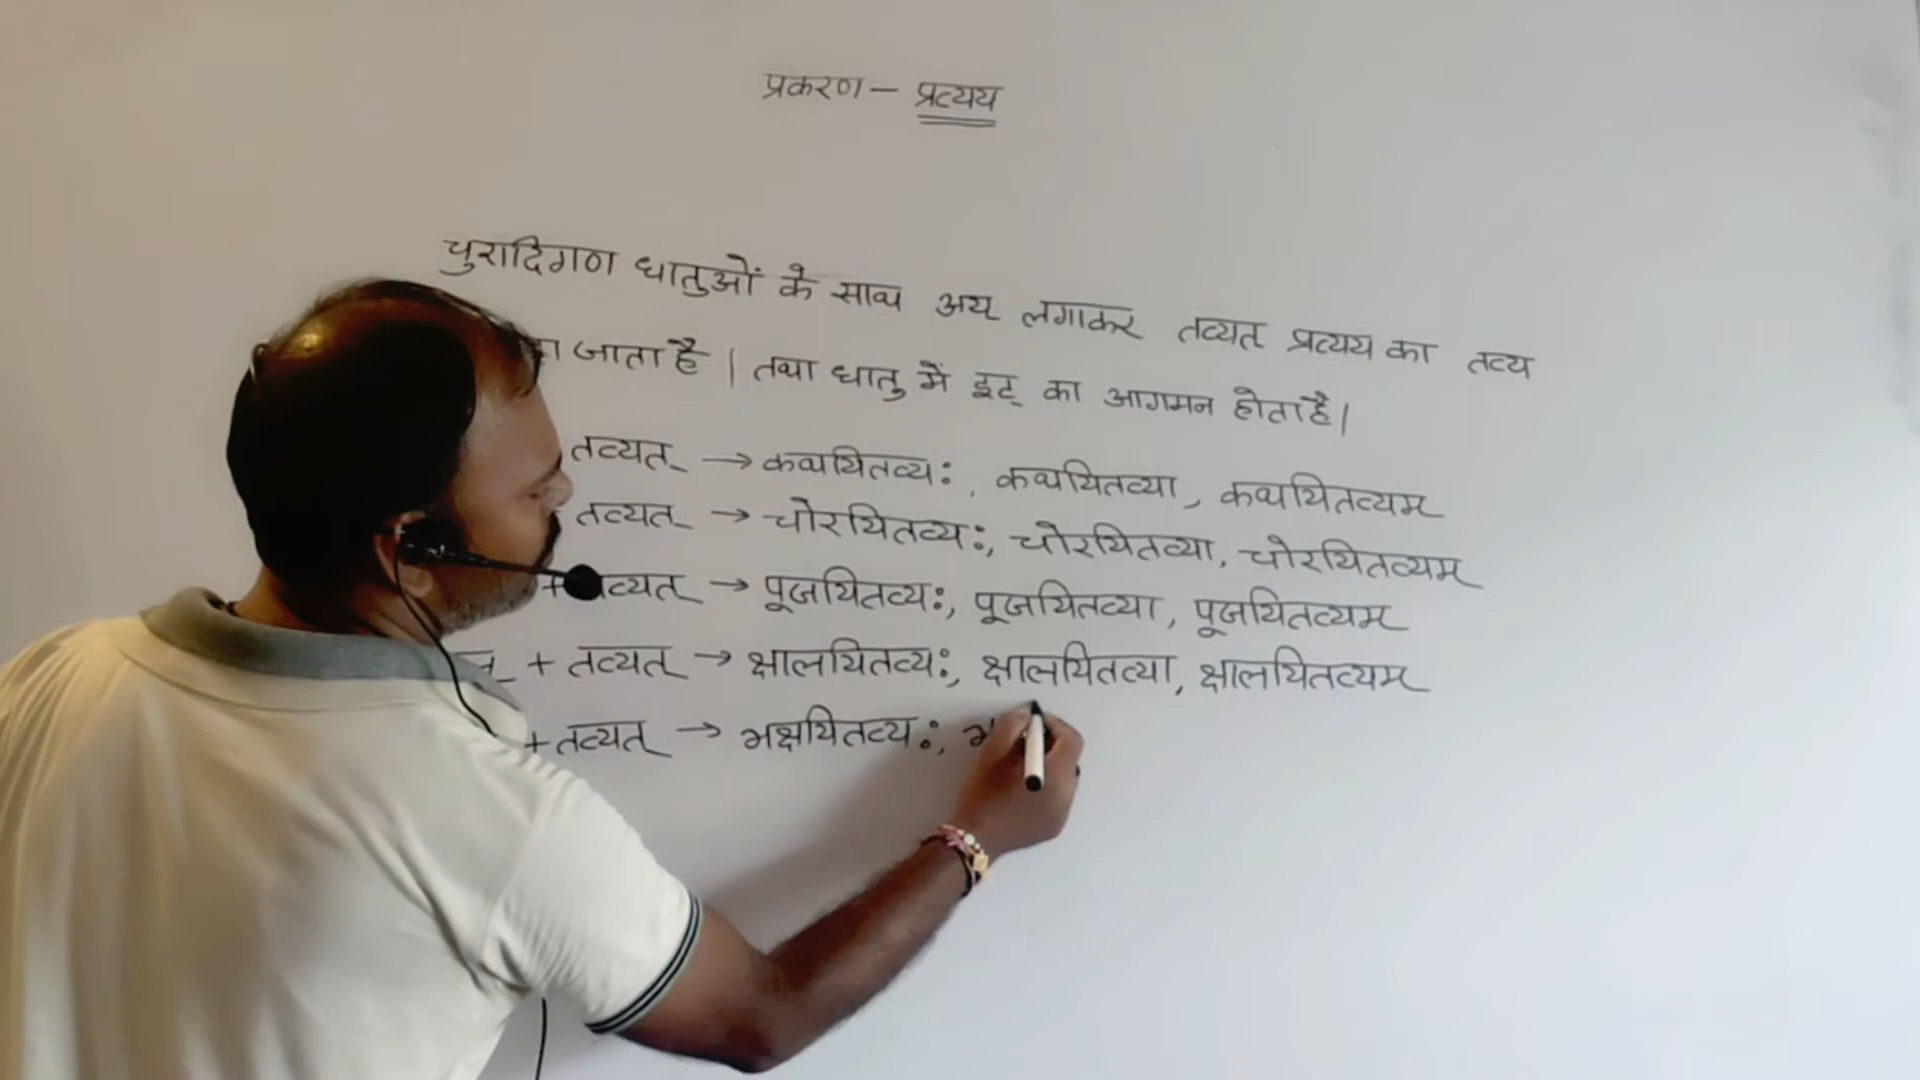 प्रकरण — प्रत्यय
चुरादिगण धातुओं के साथ अय् लगाकर तव्यत् प्रत्यय का तव्य
जाता है । तथा धातु में इट् का आगमन होता है ।
तव्यत् → कथयितव्यः, कथयितव्या, कथयितव्यम्
तव्यत् → चोरयितव्यः, चोरयितव्या, चोरयितव्यम्
+ तव्यत् → पूजयितव्यः, पूजयितव्या, पूजयितव्यम्
+ तव्यत् → क्षालयितव्यः, क्षालयितव्या, क्षालयितव्यम्
+ तव्यत् → भक्षयितव्यः,